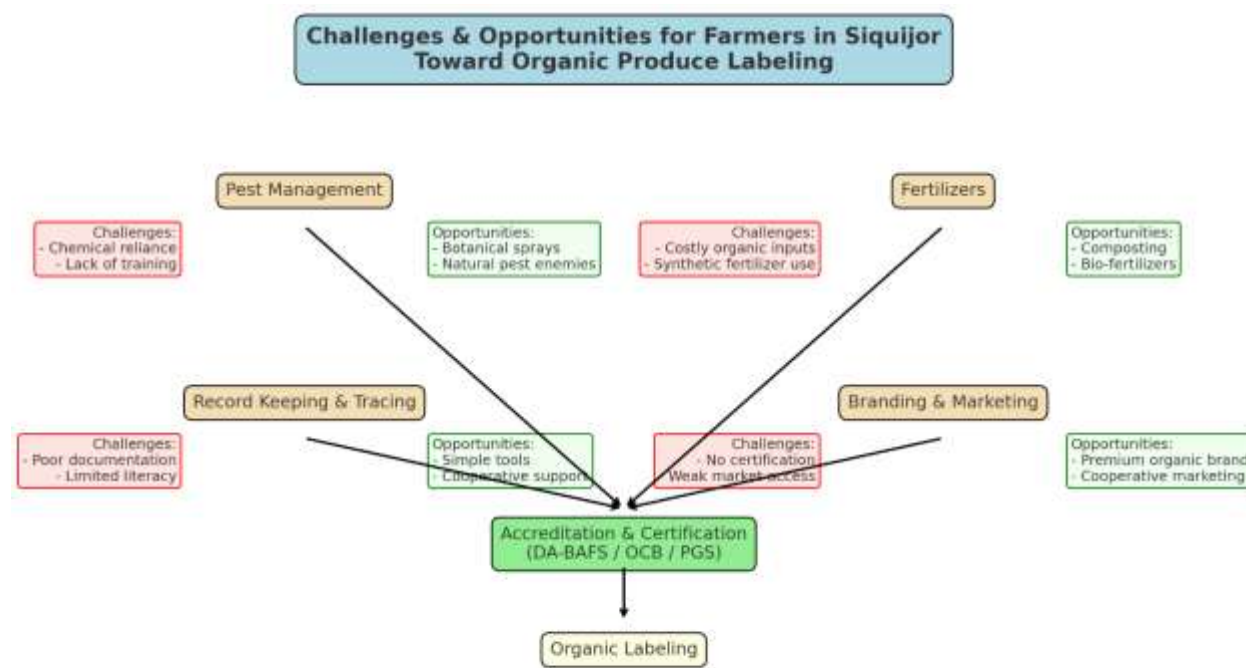 Challenges & Opportunities for Farmers in Siquijor
Toward Organic Produce Labeling
Pest Management
Challenges:
- Chemical reliance
- Lack of training
Opportunities:
- Botanical sprays
- Natural pest enemies
Fertilizers
Challenges:
- Costly organic inputs
- Synthetic fertilizer use
Opportunities:
- Composting
- Bio-fertilizers
Record Keeping & Tracing
Challenges:
- Poor documentation
- Limited literacy
Opportunities:
- Simple tools
- Cooperative support
Branding & Marketing
Challenges:
- No certification
- Weak market access
Opportunities:
- Premium organic brand
- Cooperative marketing
Accreditation & Certification
(DA-BAFS / OCB / PGS)
Organic Labeling